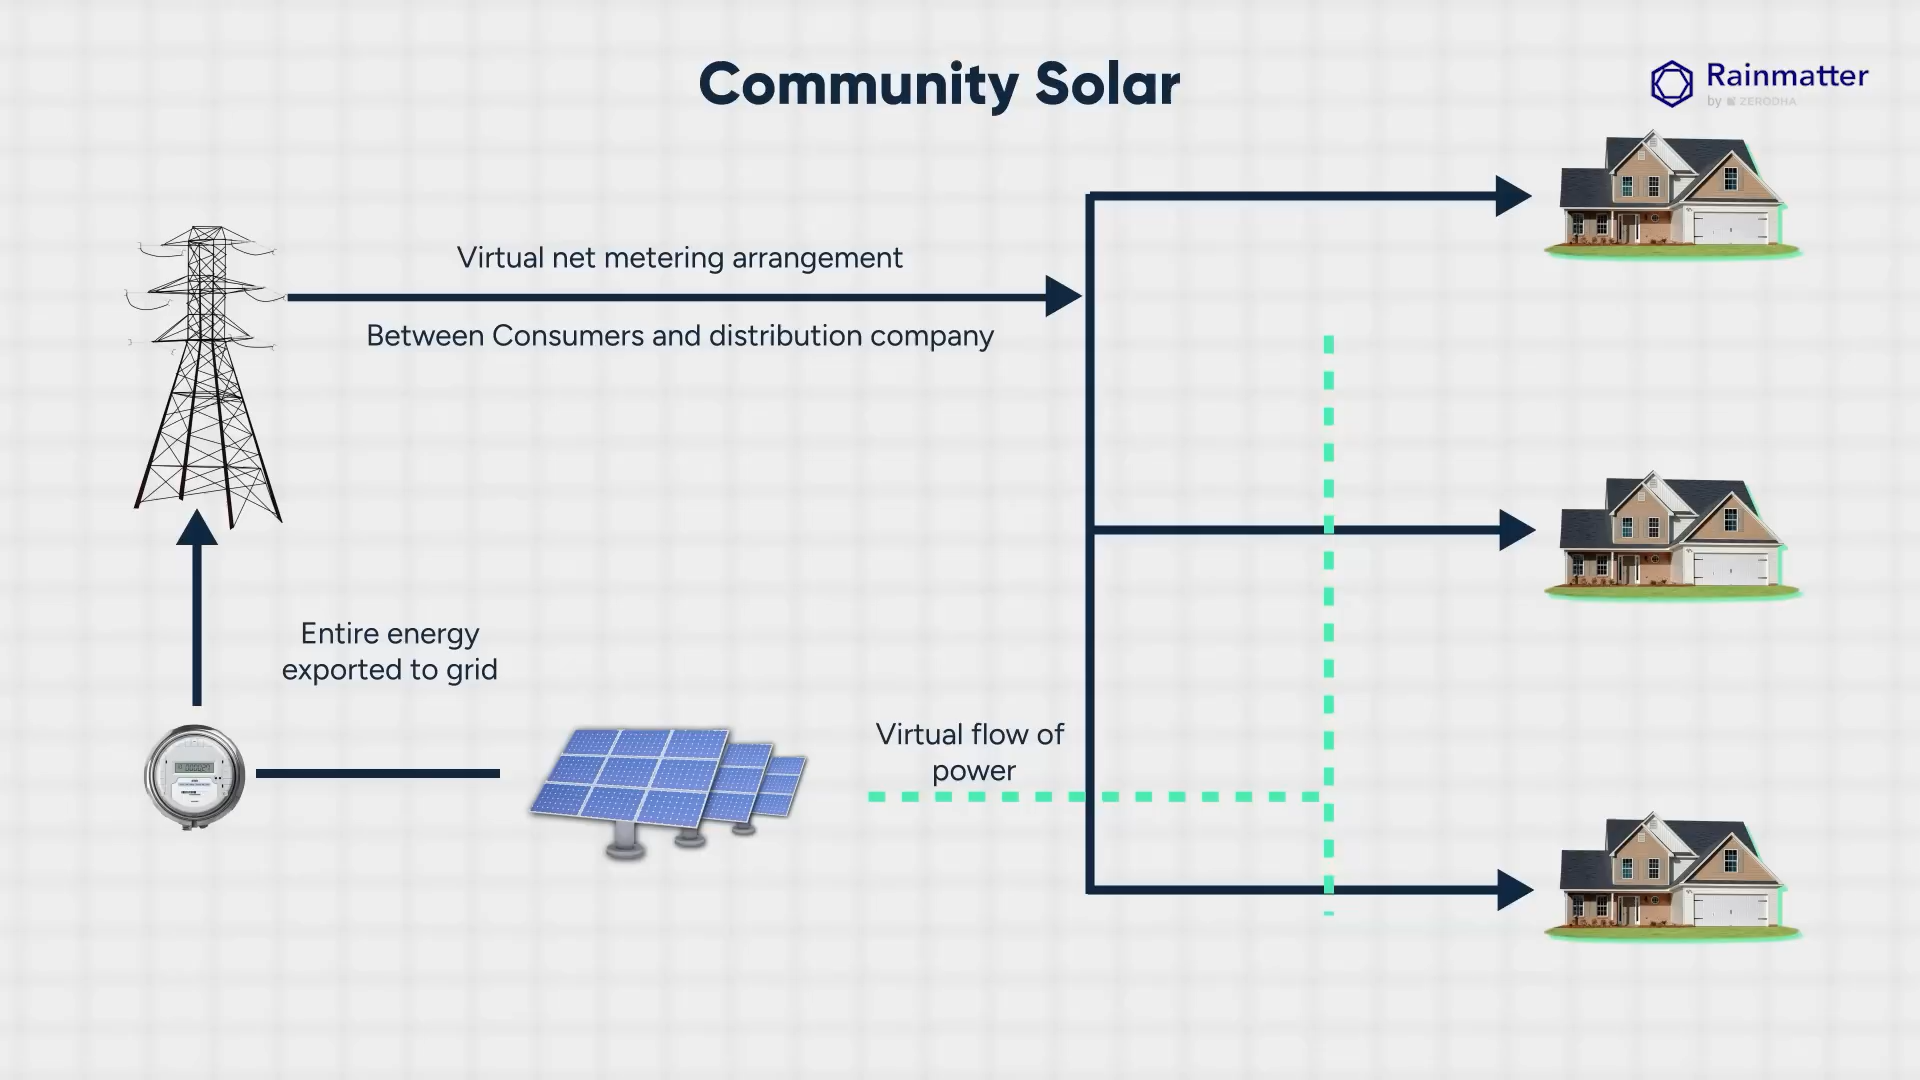 Community Solar
Rainmatter
by ZERODHA
Virtual net metering arrangement
Between Consumers and distribution company
Entire energy
exported to grid
Virtual flow of
power